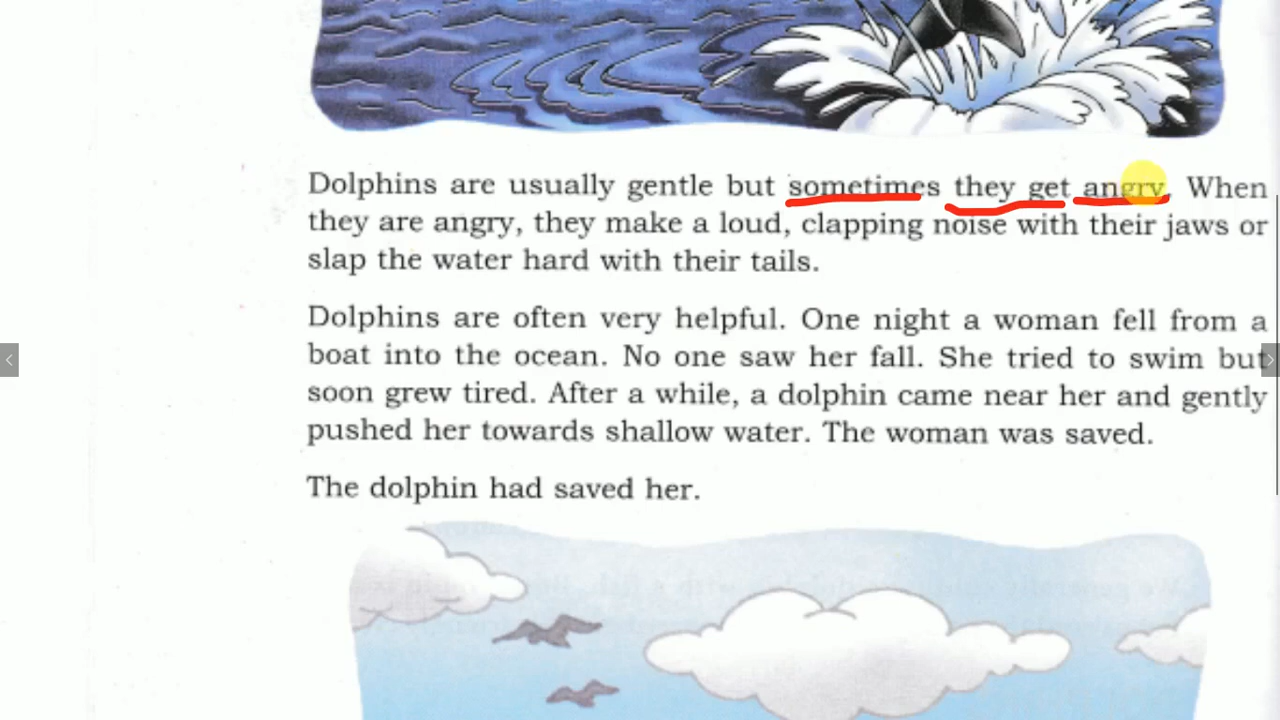 Dolphins are usually gentle but sometimes they get angry. When
they are angry, they make a loud, clapping noise with their jaws or
slap the water hard with their tails.
Dolphins are often very helpful. One night a woman fell from a
boat into the ocean. No one saw her fall. She tried to swim but
soon grew tired. After a while, a dolphin came near her and gently
pushed her towards shallow water. The woman was saved.
The dolphin had saved her.